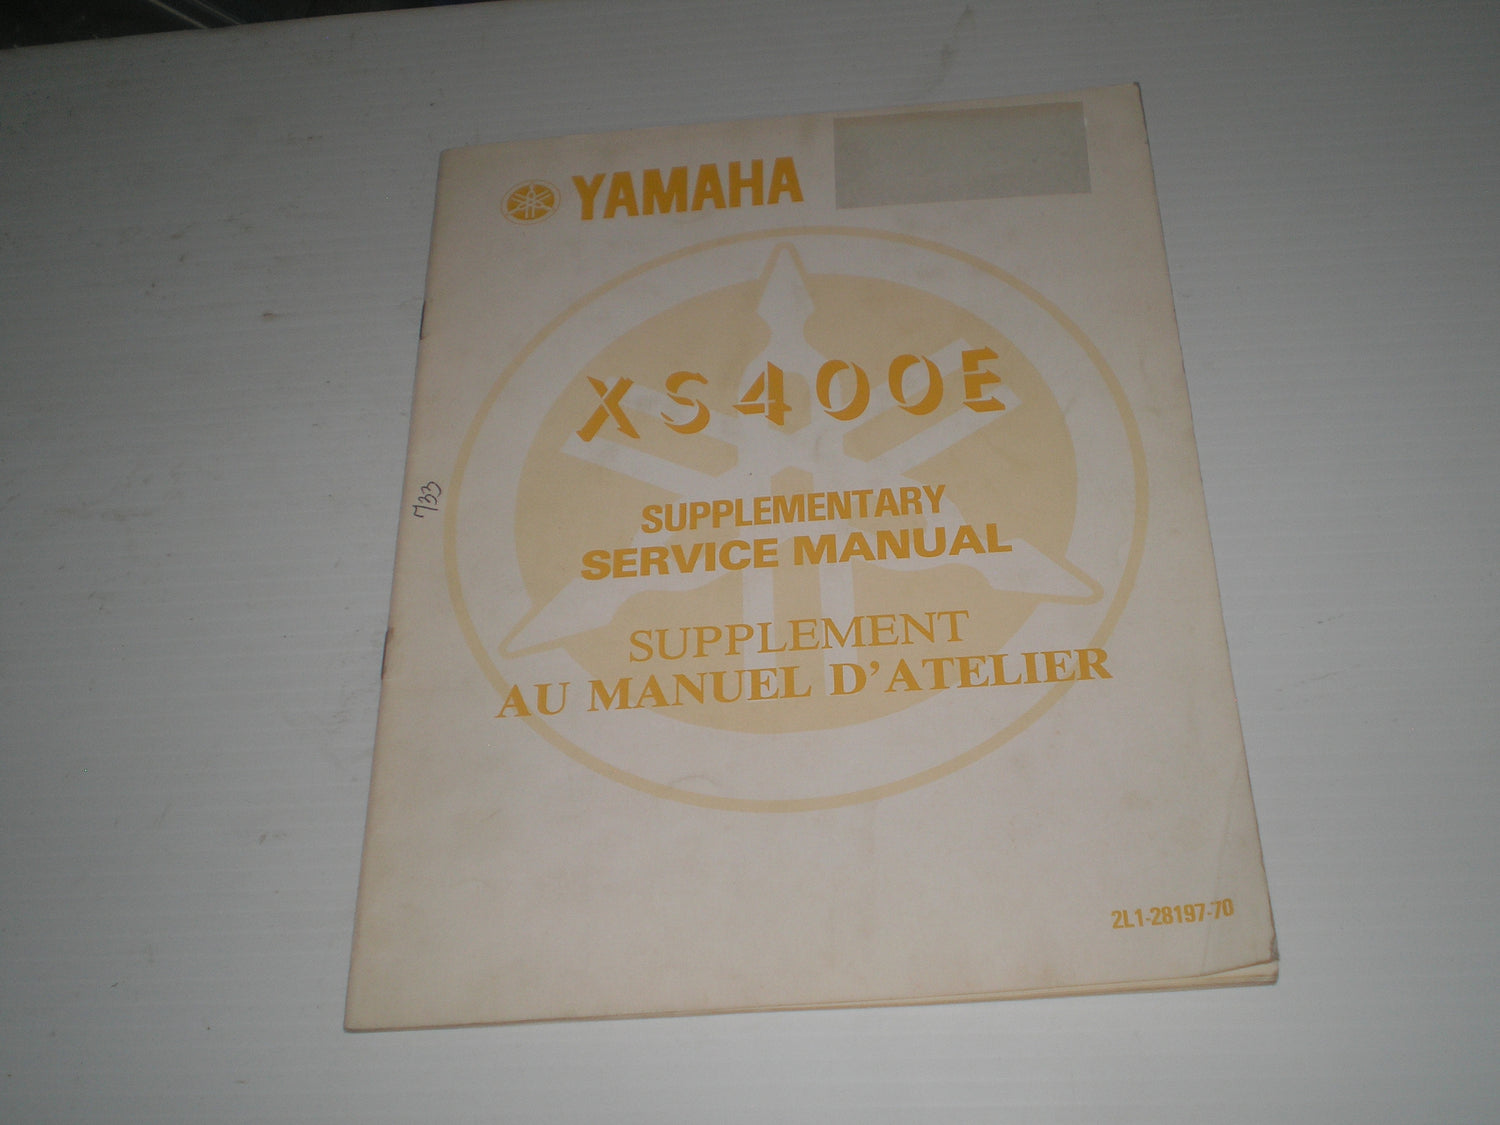 YAMAHA
XS400E
SUPPLEMENTARY
SERVICE MANUAL
SUPPLEMENT
AU MANUEL D'ATELIER
733
2L1-28197-70